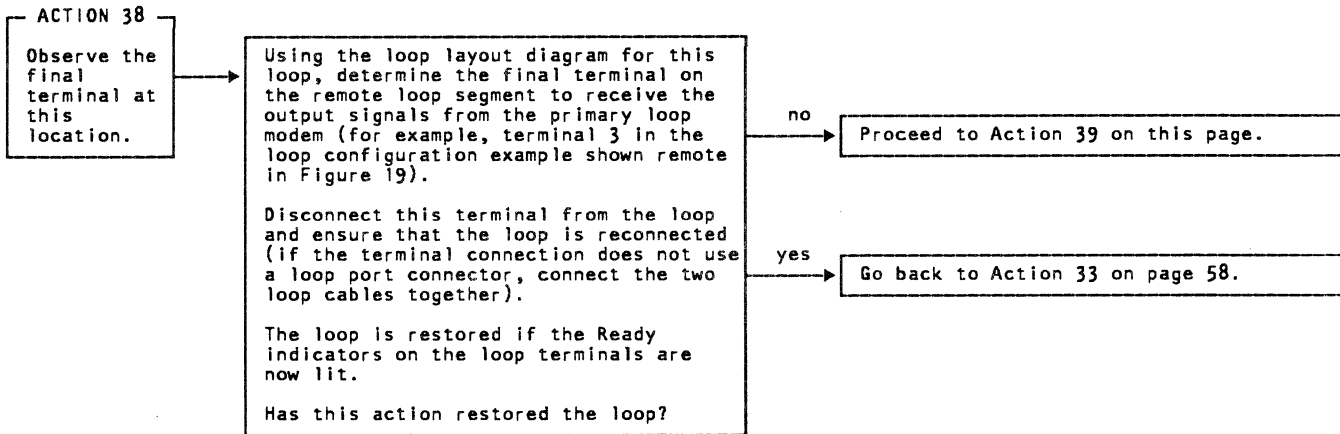 ACTION 38
Observe the
final
terminal at
this
location.
Using the loop layout diagram for this
loop, determine the final terminal on
the remote loop segment to receive the
output signals from the primary loop
modem (for example, terminal 3 in the
loop configuration example shown remote
in Figure 19).
Disconnect this terminal from the loop
and ensure that the loop is reconnected
(if the terminal connection does not use
a loop port connector, connect the two
loop cables together).
The loop is restored if the Ready
indicators on the loop terminals are
now lit.
Has this action restored the loop?
no
Proceed to Action 39 on this page.
yes
Go back to Action 33 on page 58.